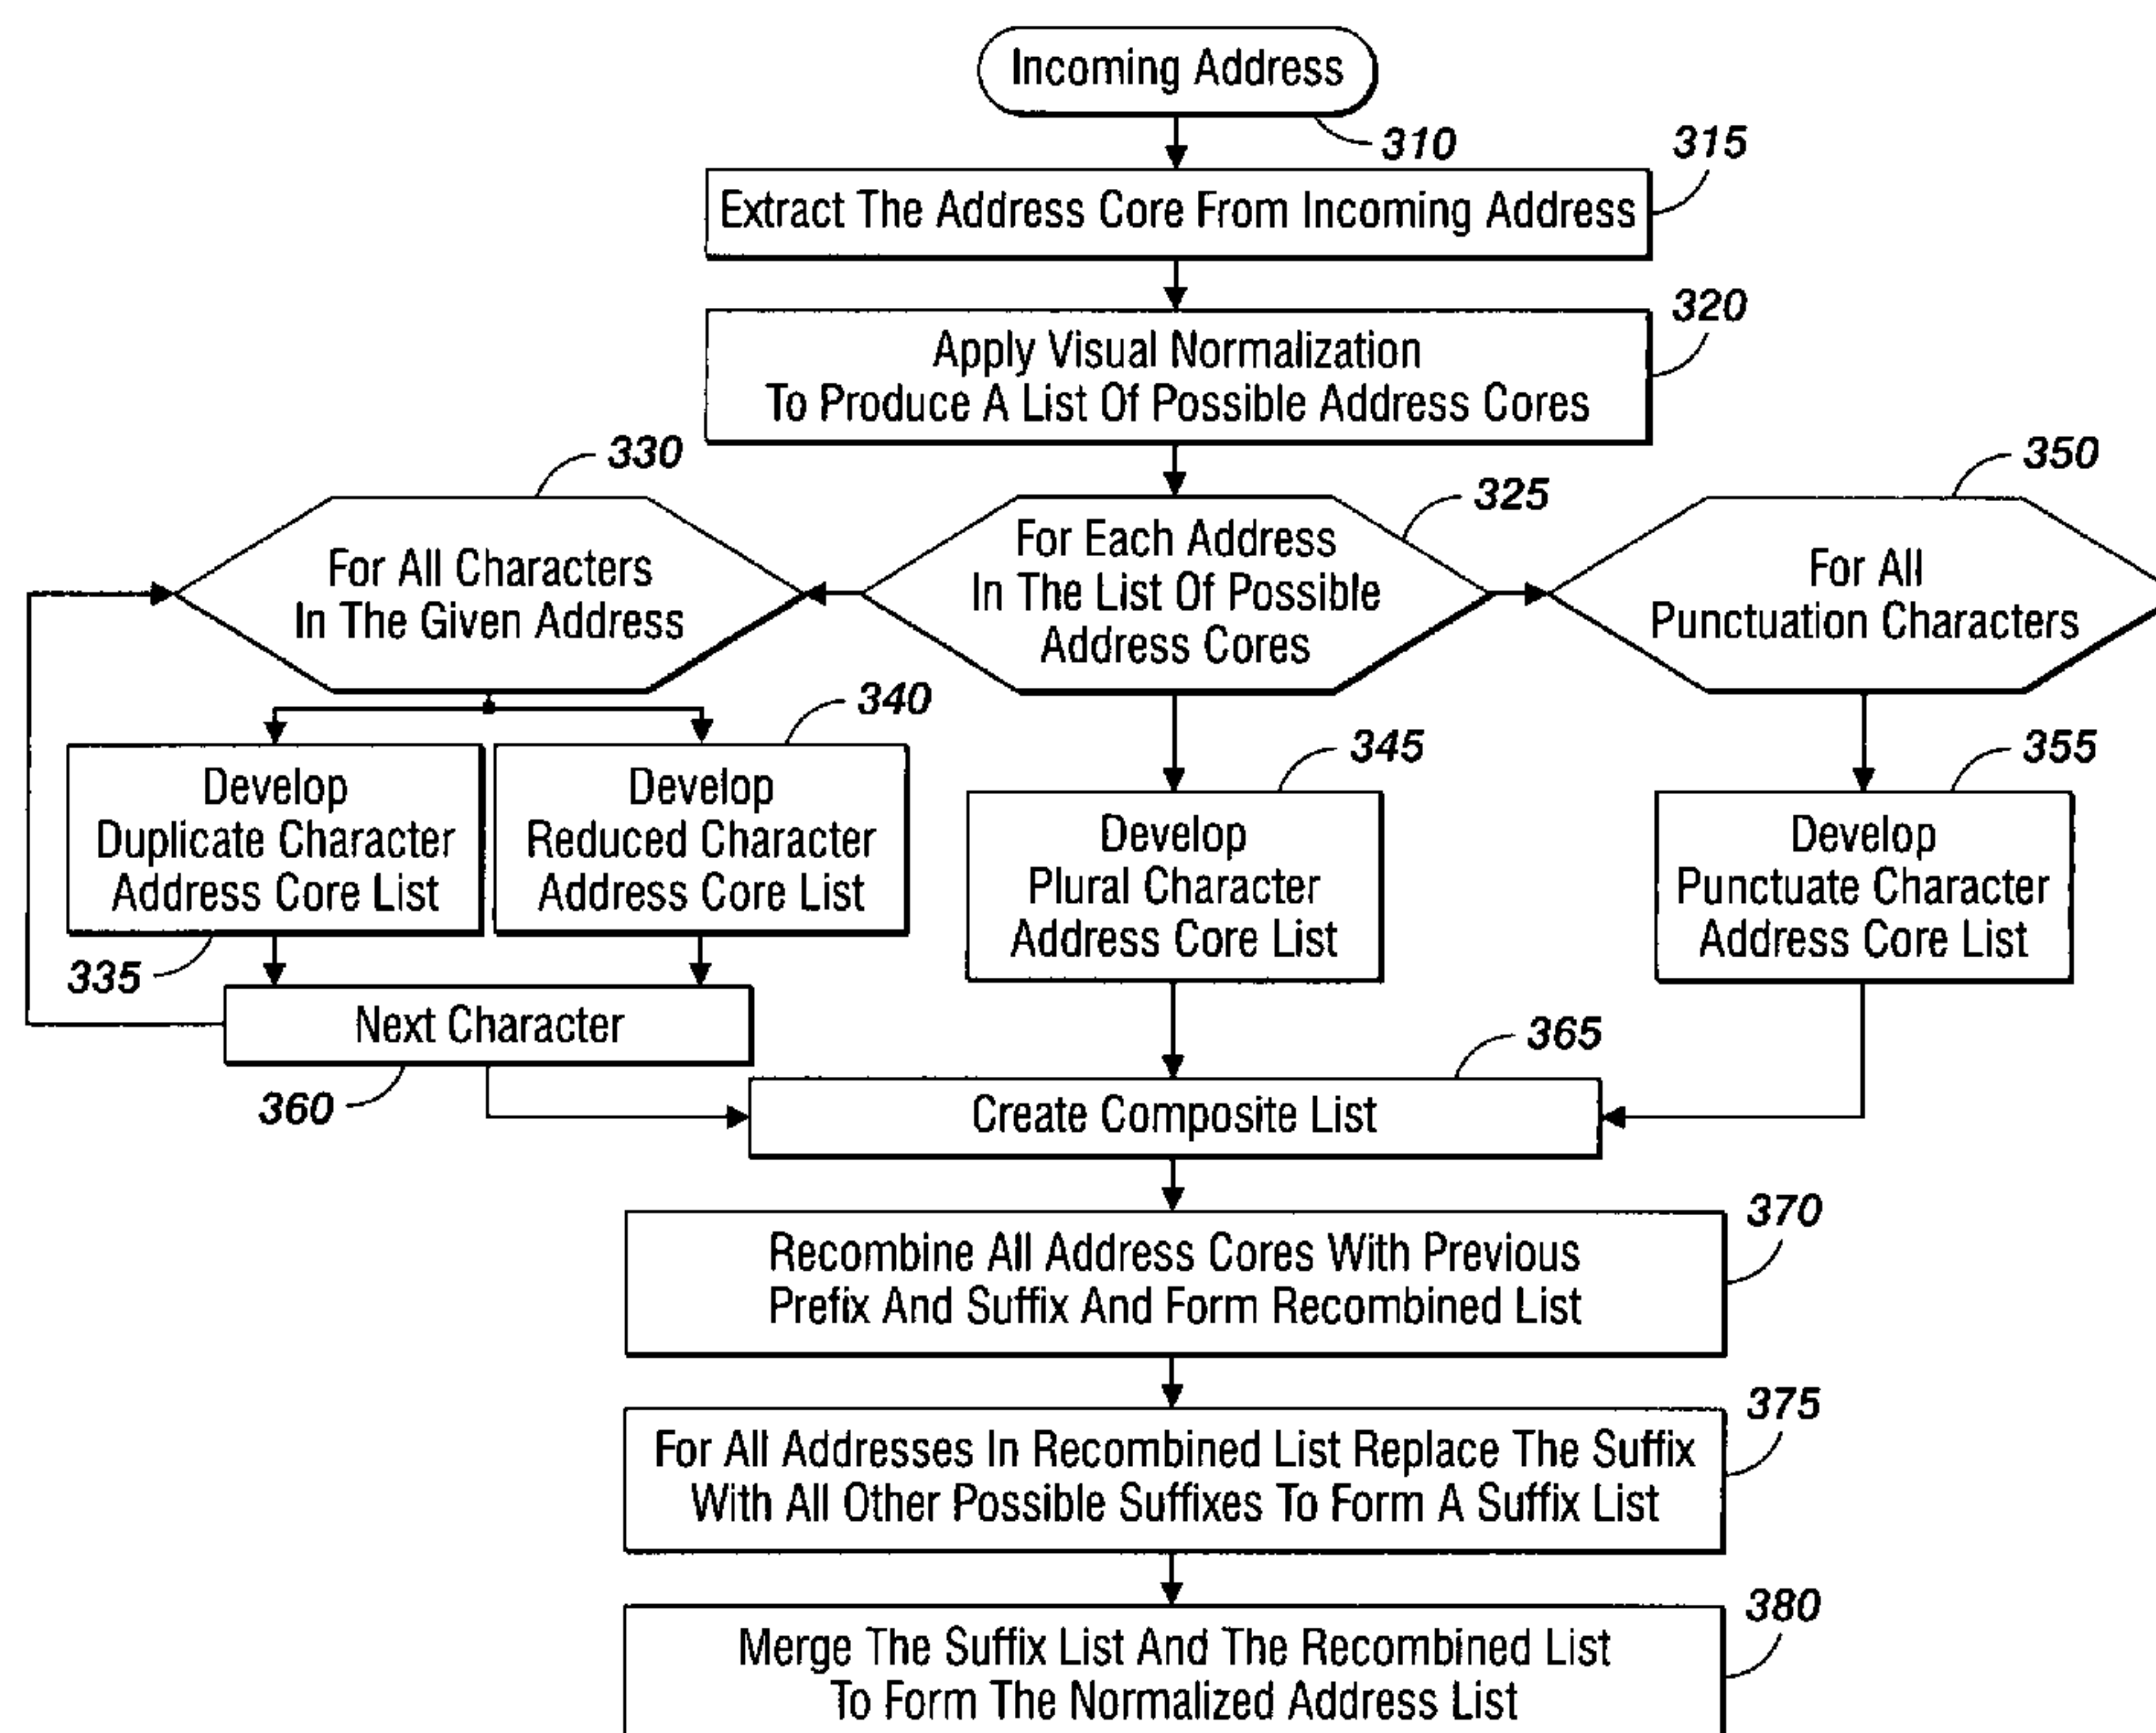 Incoming Address
310
315
Extract The Address Core From Incoming Address
320
Apply Visual Normalization
To Produce A List Of Possible Address Cores
330
For All Characters
In The Given Address
325
For Each Address
In The List Of Possible
Address Cores
350
For All
Punctuation Characters
340
Develop
Duplicate Character
Address Core List
335
Develop
Reduced Character
Address Core List
345
Develop
Plural Character
Address Core List
355
Develop
Punctuate Character
Address Core List
Next Character
360
365
Create Composite List
370
Recombine All Address Cores With Previous
Prefix And Suffix And Form Recombined List
375
For All Addresses In Recombined List Replace The Suffix
With All Other Possible Suffixes To Form A Suffix List
380
Merge The Suffix List And The Recombined List
To Form The Normalized Address List